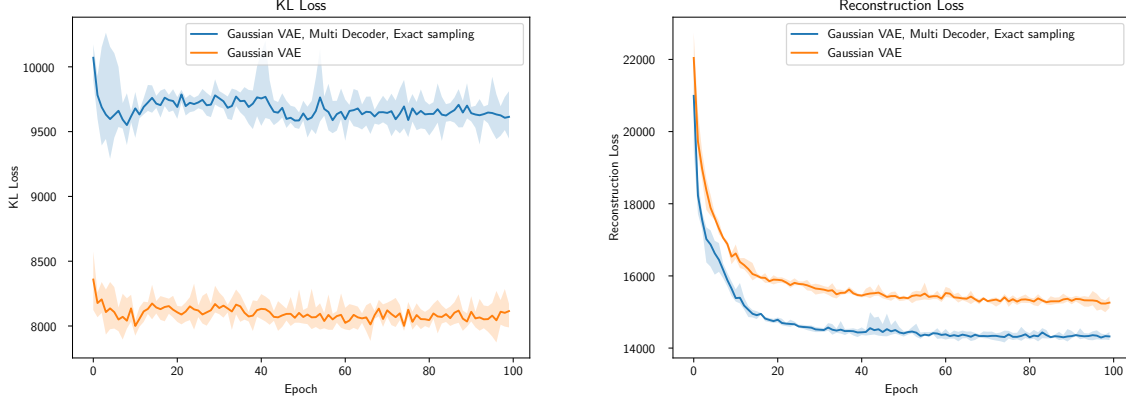 KL Loss
Gaussian VAE, Multi Decoder, Exact sampling
Gaussian VAE
10000
9500
9000
8500
8000
KL Loss
0
20
40
60
80
100
Epoch
Reconstruction Loss
Gaussian VAE, Multi Decoder, Exact sampling
Gaussian VAE
22000
20000
18000
16000
14000
Reconstruction Loss
0
20
40
60
80
100
Epoch